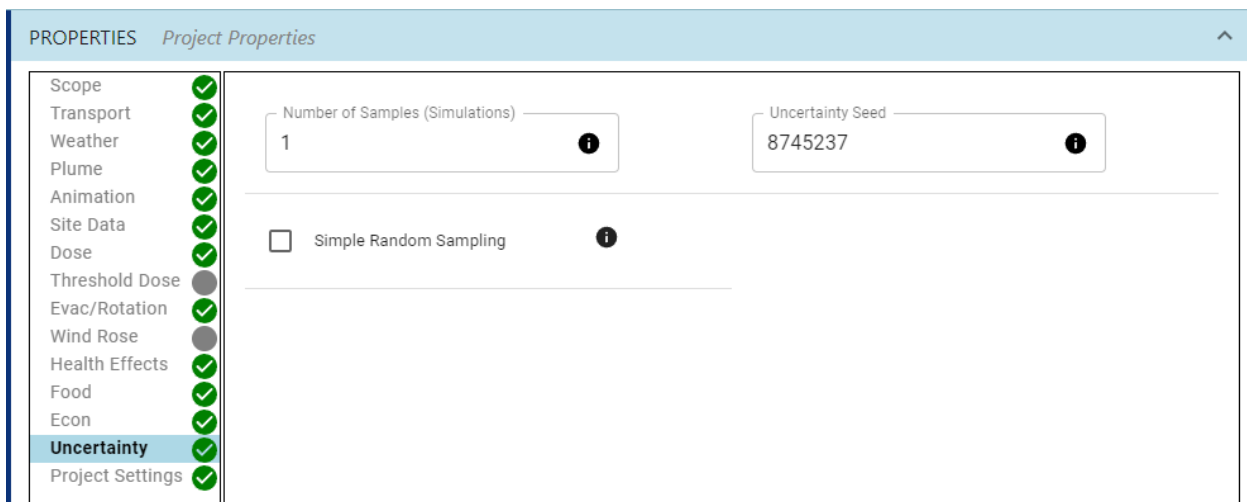 PROPERTIES Project Properties
Scope
Transport
Weather
Plume
Animation
Site Data
Dose
Threshold Dose
Evac/Rotation
Wind Rose
Health Effects
Food
Econ
Uncertainty
Project Settings
Number of Samples (Simulations)
1
Uncertainty Seed
8745237
Simple Random Sampling